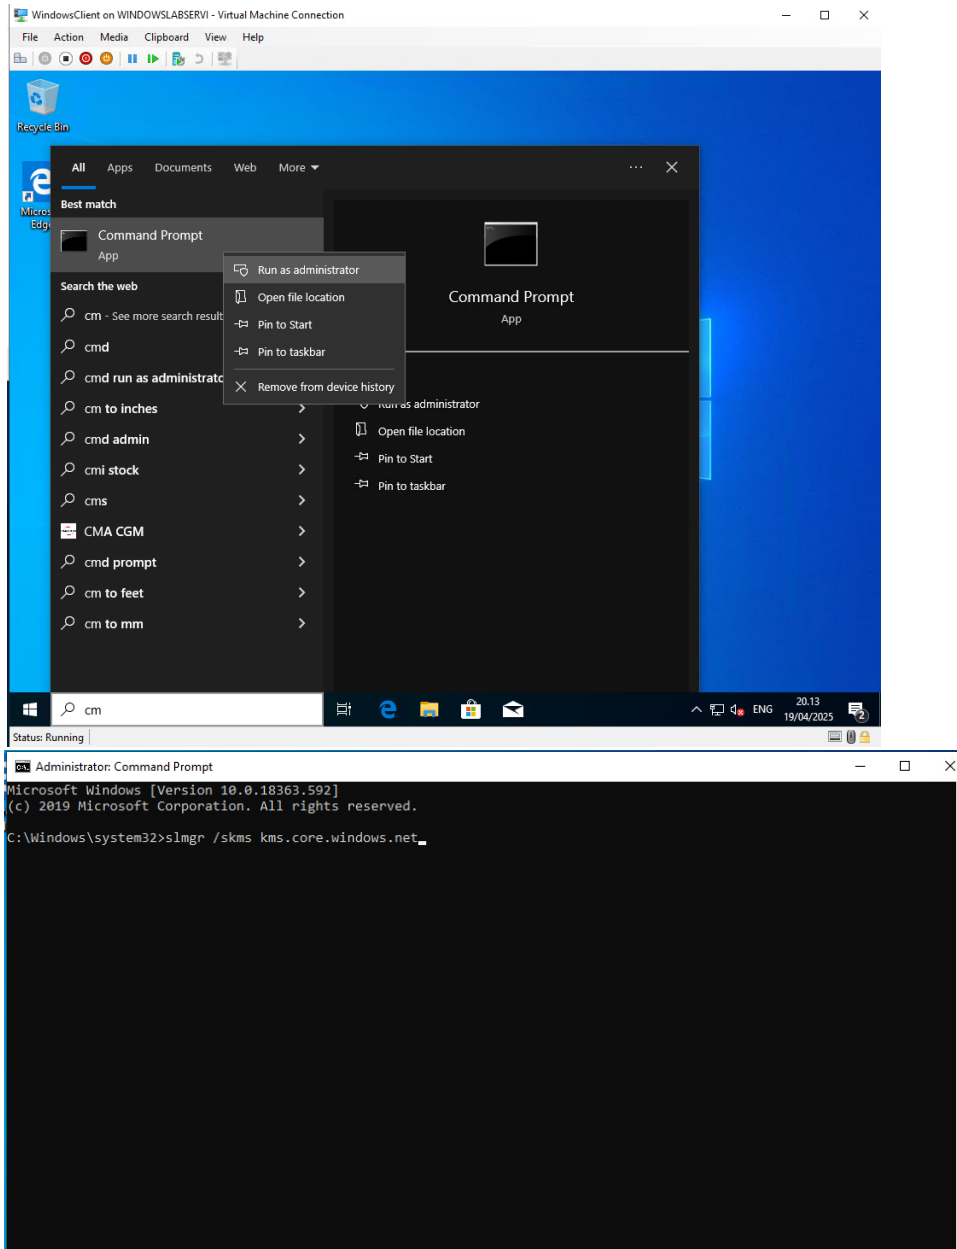 WindowsClient on WINDOWSLABSERVI - Virtual Machine Connection
File Action Media Clipboard View Help
Recycle Bin
All Apps Documents Web More
Best match
Command Prompt
App
Run as administrator
Open file location
Pin to Start
Pin to taskbar
Remove from device history
Search the web
cm - See more search result
cmd
cmd run as administrato
cm to inches
cmd admin
cmi stock
cms
CMA CGM
cmd prompt
cm to feet
cm to mm
Command Prompt
App
Run as administrator
Open file location
Pin to Start
Pin to taskbar
Micros
Edge
cm
ENG
20.13
19/04/2025
2
Status: Running
Administrator: Command Prompt
Microsoft Windows [Version 10.0.18363.592]
(c) 2019 Microsoft Corporation. All rights reserved.
C:\Windows\system32>slmgr /skms kms.core.windows.net